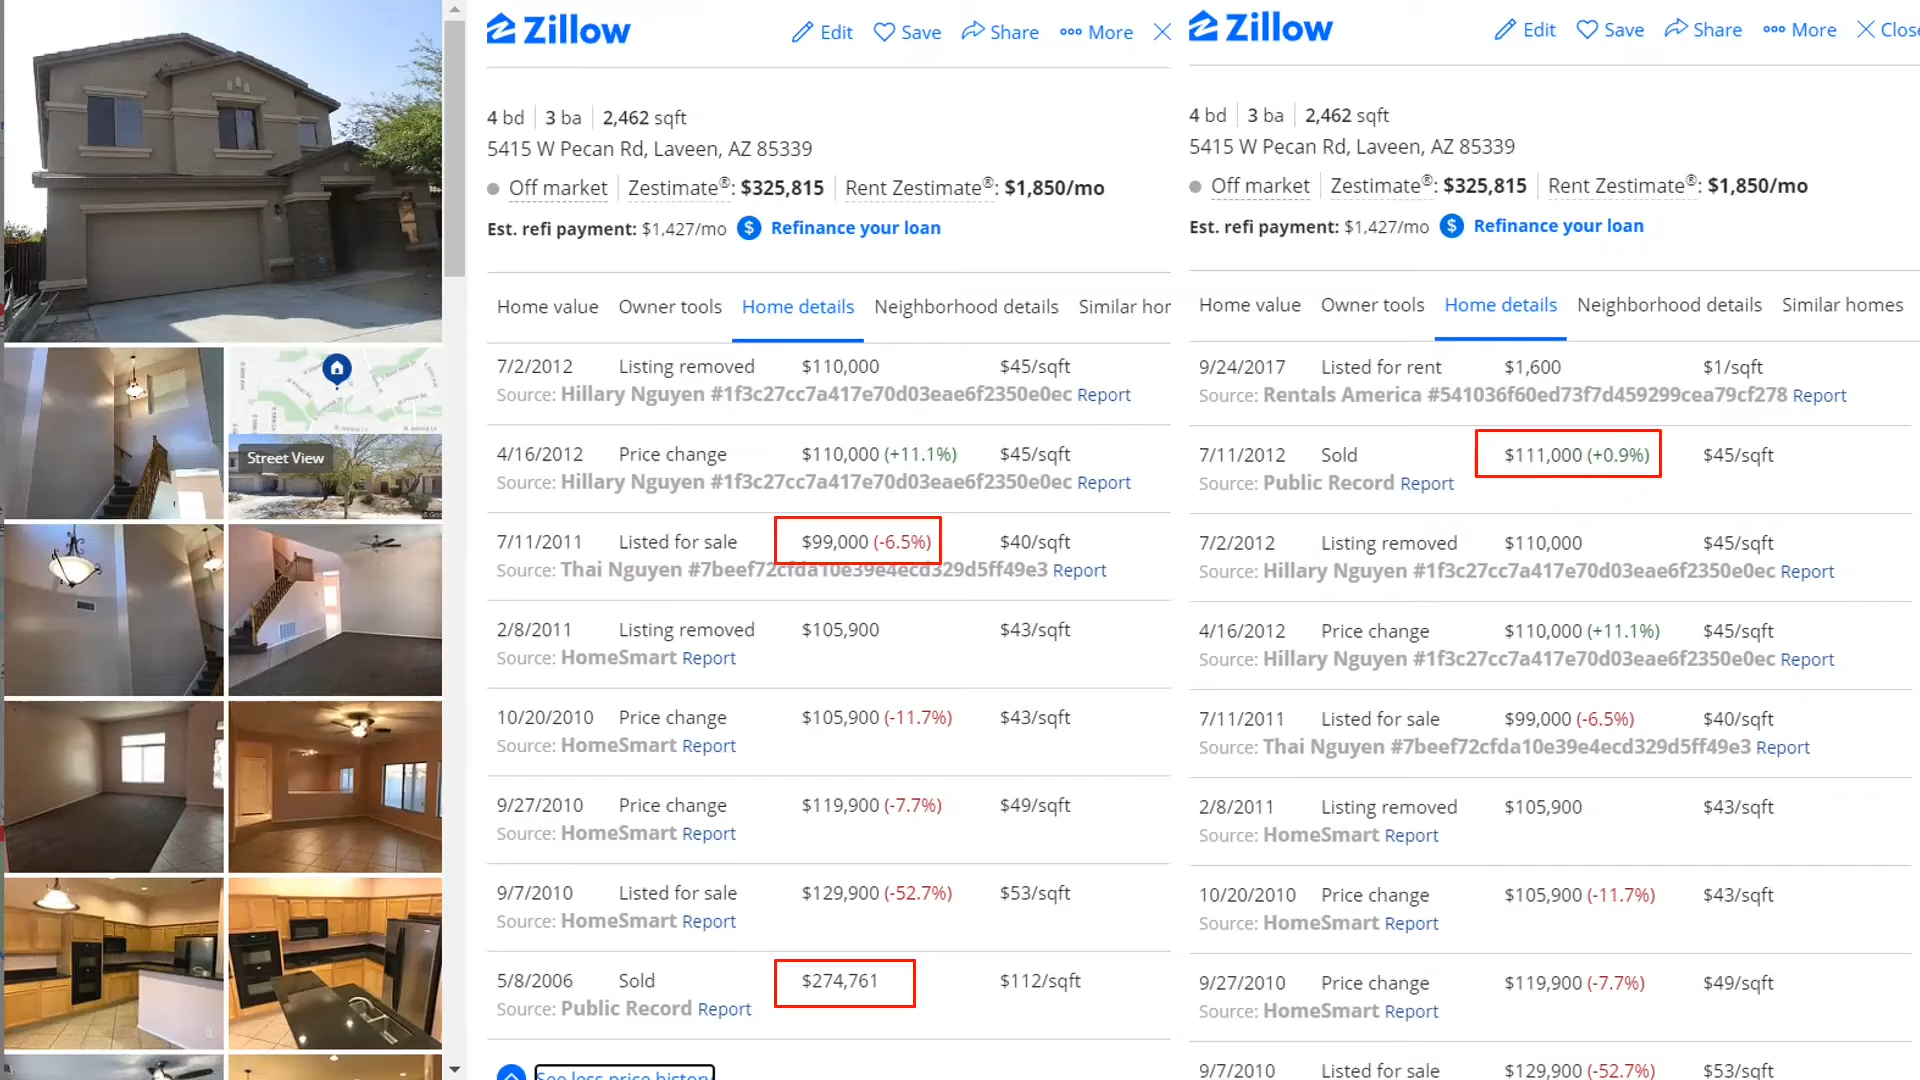 Street View
Zillow
Edit Save Share More
4 bd 3 ba 2,462 sqft
5415 W Pecan Rd, Laveen, AZ 85339
Off market Zestimate®: $325,815 Rent Zestimate®: $1,850/mo
Est. refi payment: $1,427/mo $ Refinance your loan
Home value Owner tools Home details Neighborhood details Similar hor
7/2/2012 Listing removed $110,000 $45/sqft
Source: Hillary Nguyen #1f3c27cc7a417e70d03eae6f2350e0ec Report
4/16/2012 Price change $110,000 (+11.1%) $45/sqft
Source: Hillary Nguyen #1f3c27cc7a417e70d03eae6f2350e0ec Report
7/11/2011 Listed for sale $99,000 (-6.5%) $40/sqft
Source: Thai Nguyen #7beef72cfda10e39e4ecd329d5ff49e3 Report
2/8/2011 Listing removed $105,900 $43/sqft
Source: HomeSmart Report
10/20/2010 Price change $105,900 (-11.7%) $43/sqft
Source: HomeSmart Report
9/27/2010 Price change $119,900 (-7.7%) $49/sqft
Source: HomeSmart Report
9/7/2010 Listed for sale $129,900 (-52.7%) $53/sqft
Source: HomeSmart Report
5/8/2006 Sold $274,761 $112/sqft
Source: Public Record Report
See less price history
Zillow
Edit Save Share More Close
4 bd 3 ba 2,462 sqft
5415 W Pecan Rd, Laveen, AZ 85339
Off market Zestimate®: $325,815 Rent Zestimate®: $1,850/mo
Est. refi payment: $1,427/mo $ Refinance your loan
Home value Owner tools Home details Neighborhood details Similar homes
9/24/2017 Listed for rent $1,600 $1/sqft
Source: Rentals America #541036f60ed73f7d459299cea79cf278 Report
7/11/2012 Sold $111,000 (+0.9%) $45/sqft
Source: Public Record Report
7/2/2012 Listing removed $110,000 $45/sqft
Source: Hillary Nguyen #1f3c27cc7a417e70d03eae6f2350e0ec Report
4/16/2012 Price change $110,000 (+11.1%) $45/sqft
Source: Hillary Nguyen #1f3c27cc7a417e70d03eae6f2350e0ec Report
7/11/2011 Listed for sale $99,000 (-6.5%) $40/sqft
Source: Thai Nguyen #7beef72cfda10e39e4ecd329d5ff49e3 Report
2/8/2011 Listing removed $105,900 $43/sqft
Source: HomeSmart Report
10/20/2010 Price change $105,900 (-11.7%) $43/sqft
Source: HomeSmart Report
9/27/2010 Price change $119,900 (-7.7%) $49/sqft
Source: HomeSmart Report
9/7/2010 Listed for sale $129,900 (-52.7%) $53/sqft